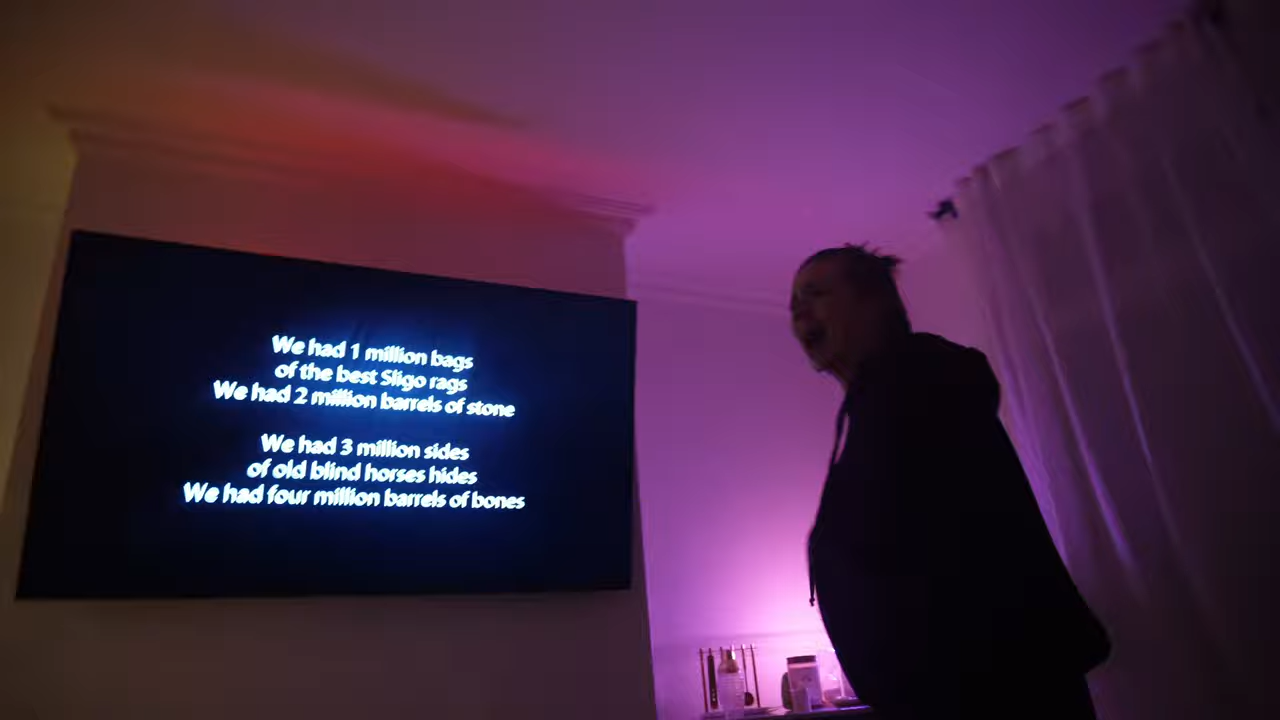 We had 1 million bags
of the best Sligo rags
We had 2 million barrels of stone
We had 3 million sides
of old blind horses hides
We had four million barrels of bones